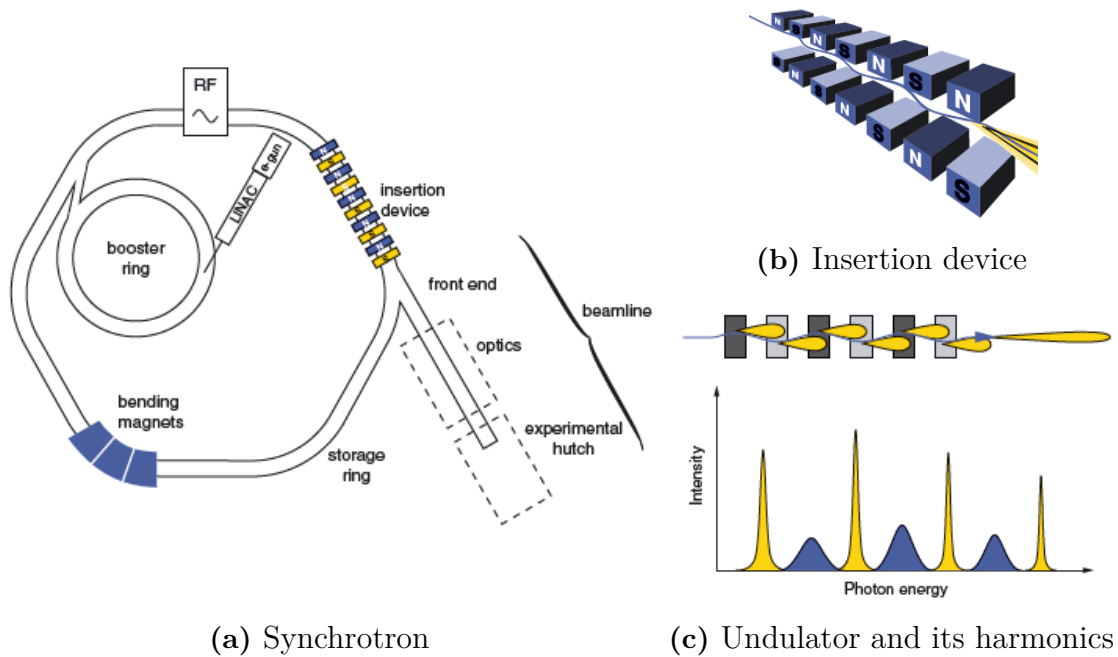 RF
e-gun
LINAC
N
S
N
S
N
S
N
S
N
S
insertion
device
booster
ring
front end
beamline
optics
bending
magnets
experimental
hutch
storage
ring
(a) Synchrotron
N
S
N
S
N
S
N
S
N
S
N
S
N
S
(b) Insertion device
Intensity
Photon energy
(c) Undulator and its harmonics